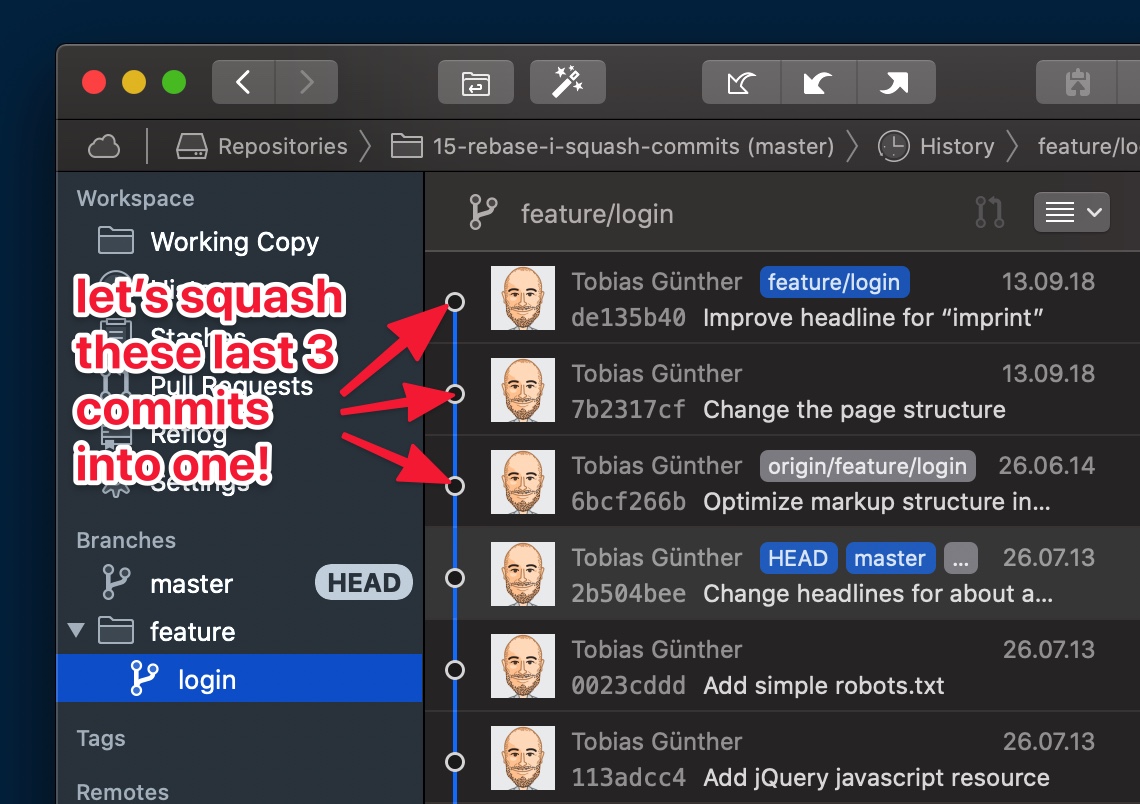 Repositories
15-rebase-i-squash-commits (master)
History
feature/lo
Workspace
Working Copy
Stashes
Pull Requests
Reflog
Settings
let's squash
these last 3
commits
into one!
Branches
master HEAD
feature
login
Tags
Remotes
feature/login
Tobias Günther feature/login 13.09.18
de135b40 Improve headline for “imprint”
Tobias Günther 13.09.18
7b2317cf Change the page structure
Tobias Günther origin/feature/login 26.06.14
6bcf266b Optimize markup structure in...
Tobias Günther HEAD master ... 26.07.13
2b504bee Change headlines for about a...
Tobias Günther 26.07.13
0023cddd Add simple robots.txt
Tobias Günther 26.07.13
113adcc4 Add jQuery javascript resource